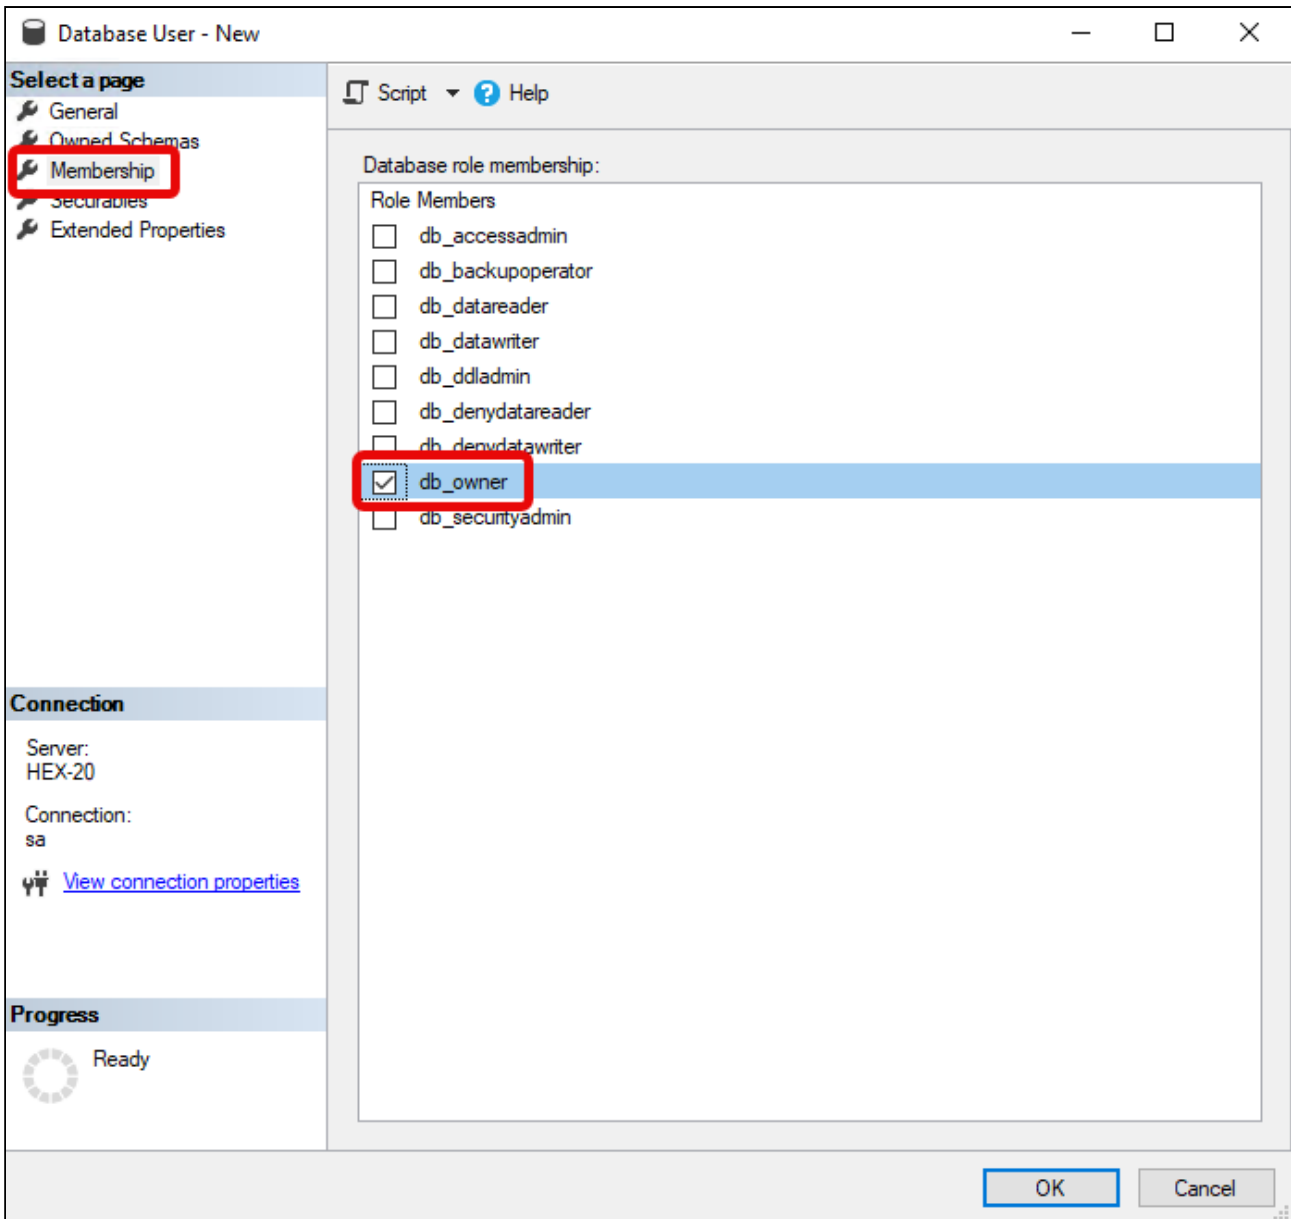 Database User - New
Select a page
General
Owned Schemas
Membership
Securables
Extended Properties
Script
Help
Database role membership:
Role Members
db_accessadmin
db_backupoperator
db_datareader
db_datawriter
db_ddladmin
db_denydatareader
db_denydatawriter
db_owner
db_securityadmin
Connection
Server:
HEX-20
Connection:
sa
View connection properties
Progress
Ready
OK
Cancel